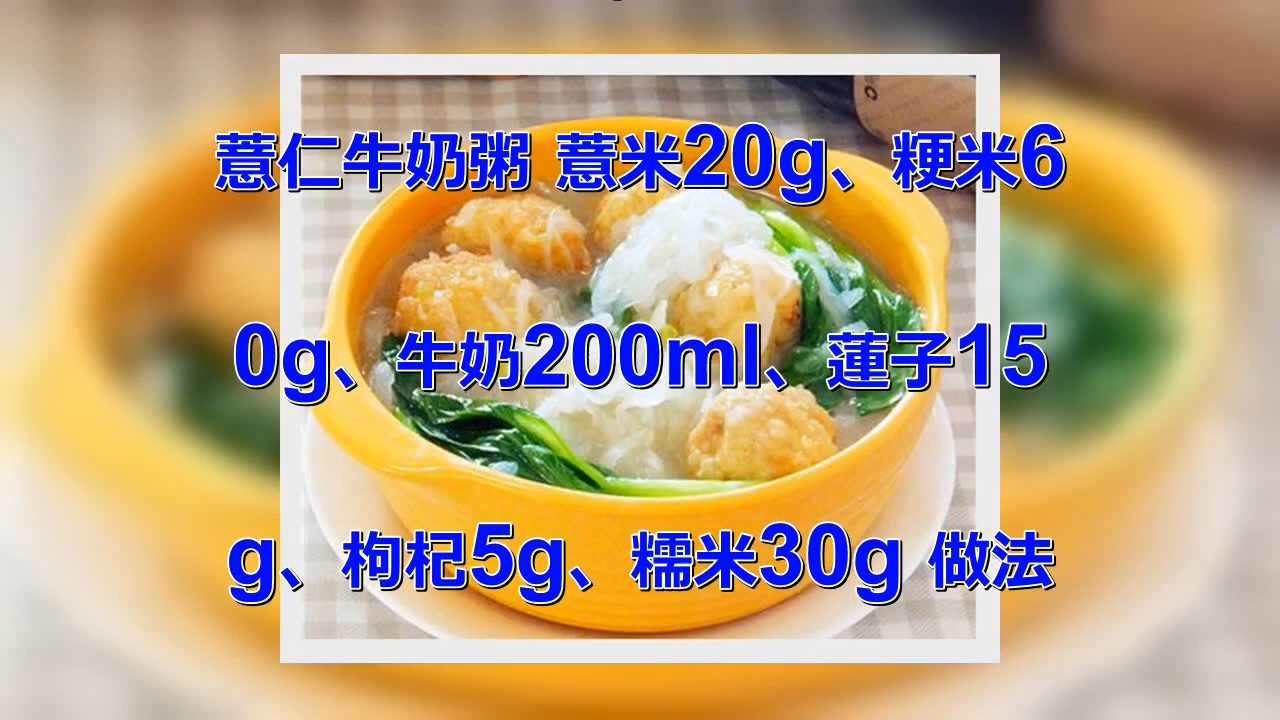 薏仁牛奶粥 薏米20g、粳米6
0g、牛奶200ml、蓮子15
g、枸杞5g、糯米30g 做法